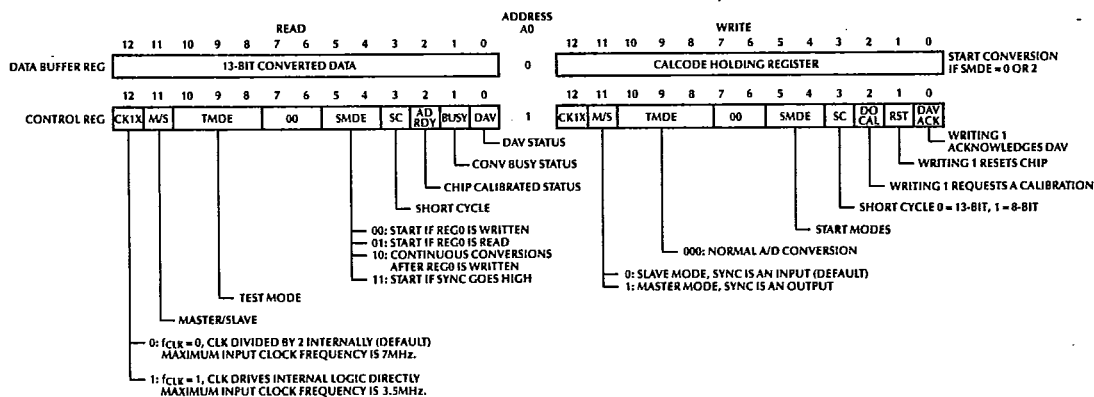 READ
ADDRESS
A0
WRITE
12 11 10 9 8 7 6 5 4 3 2 1 0
12 11 10 9 8 7 6 5 4 3 2 1 0
DATA BUFFER REG
13-BIT CONVERTED DATA
0
CALCODE HOLDING REGISTER
START CONVERSION
IF SMDE = 0 OR 2
12 11 10 9 8 7 6 5 4 3 2 1 0
12 11 10 9 8 7 6 5 4 3 2 1 0
CONTROL REG
CK1X M/S TMDE 00 SMDE SC AD RDY BUSY DAV
1
CK1X M/S TMDE 00 SMDE SC DO CAL RST DAV ACK
DAV STATUS
CONV BUSY STATUS
CHIP CALIBRATED STATUS
SHORT CYCLE
00: START IF REG0 IS WRITTEN
01: START IF REG0 IS READ
10: CONTINUOUS CONVERSIONS
AFTER REG0 IS WRITTEN
11: START IF SYNC GOES HIGH
TEST MODE
MASTER/SLAVE
0: fCLK = 0, CLK DIVIDED BY 2 INTERNALLY (DEFAULT)
MAXIMUM INPUT CLOCK FREQUENCY IS 7MHz.
1: fCLK = 1, CLK DRIVES INTERNAL LOGIC DIRECTLY
MAXIMUM INPUT CLOCK FREQUENCY IS 3.5MHz.
WRITING 1
ACKNOWLEDGES DAV
WRITING 1 RESETS CHIP
WRITING 1 REQUESTS A CALIBRATION
SHORT CYCLE 0 = 13-BIT, 1 = 8-BIT
START MODES
000: NORMAL A/D CONVERSION
0: SLAVE MODE, SYNC IS AN INPUT (DEFAULT)
1: MASTER MODE, SYNC IS AN OUTPUT